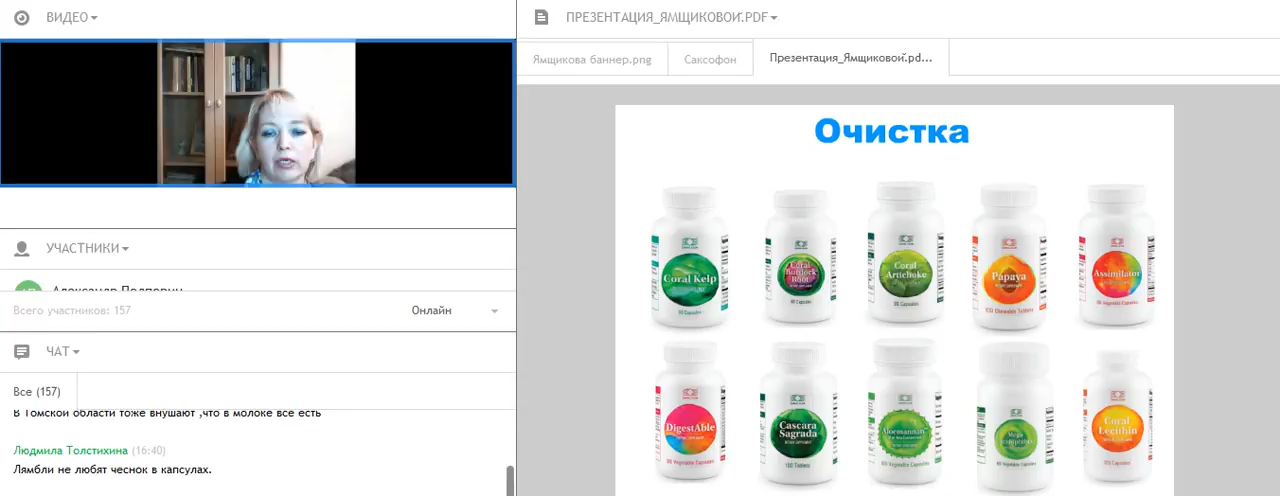 ВИДЕО
УЧАСТНИКИ
Александр Подпорин
Всего участников: 157
Онлайн
ЧАТ
Все (157)
В Томской области тоже внушают ,что в молоке все есть
Людмила Толстихина (16:40)
Лямбли не любят чеснок в капсулах.
ПРЕЗЕНТАЦИЯ_ЯМЩИКОВОЙ.PDF
Ямщикова баннер.png
Саксофон
Презентация_Ямщиковой.pd...
Очистка
Coral Kelp
Coral
Burdock
Root
Coral
Artichoke
Papaya
Assimilator
DigestAble
Cascara
Sagrada
Coral
Lecithin